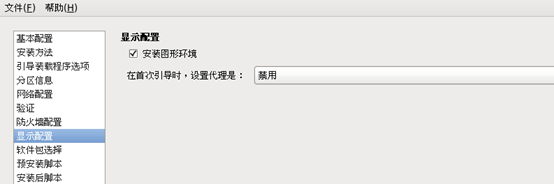 文件(F) 帮助(H)
基本配置
安装方法
引导装载程序选项
分区信息
网络配置
验证
防火墙配置
显示配置
软件包选择
预安装脚本
安装后脚本
显示配置
安装图形环境
在首次引导时，设置代理是： 禁用